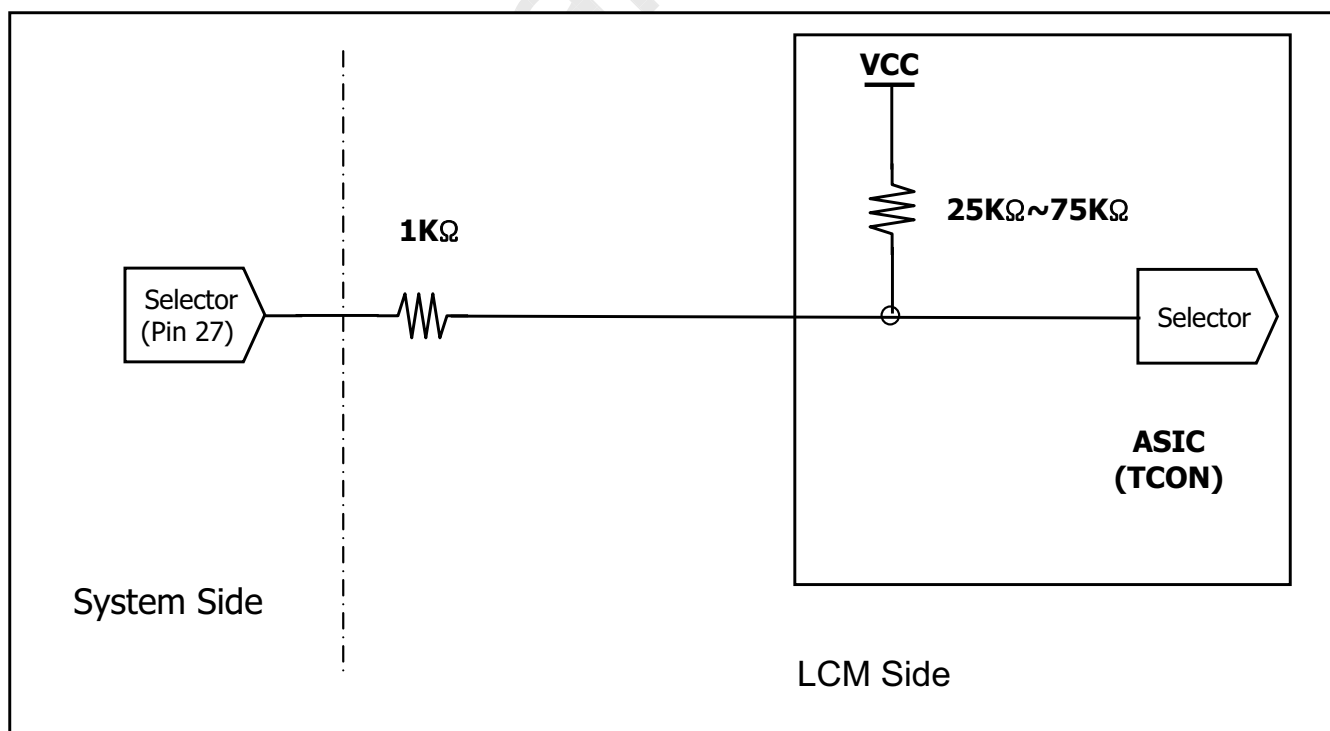 VCC
25KΩ~75KΩ
1KΩ
Selector
(Pin 27)
Selector
ASIC
(TCON)
System Side
LCM Side